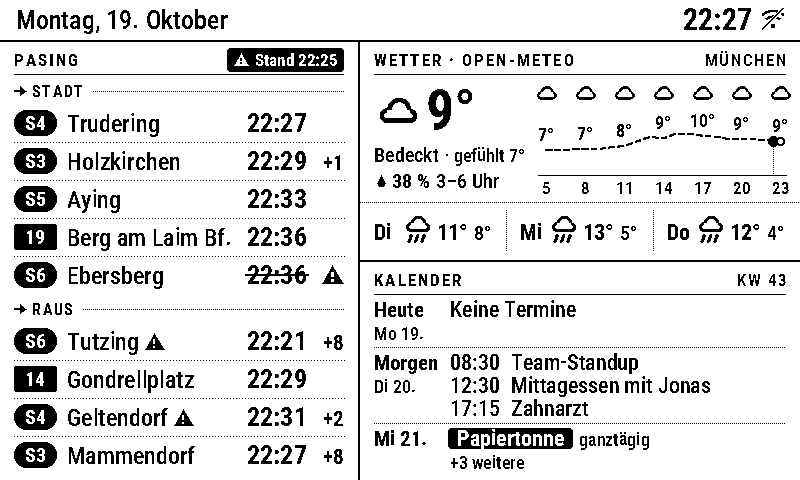 Montag, 19. Oktober 22:27
PASING Stand 22:25
STADT
S4 Trudering 22:27
S3 Holzkirchen 22:29 +1
S5 Aying 22:33
19 Berg am Laim Bf. 22:36
S6 Ebersberg 22:36
RAUS
S6 Tutzing 22:21 +8
14 Gondrellplatz 22:29
S4 Geltendorf 22:31 +2
S3 Mammendorf 22:27 +8
WETTER · OPEN-METEO MÜNCHEN
9°
Bedeckt · gefühlt 7°
38 % 3–6 Uhr
7° 7° 8° 9° 10° 9° 9°
5 8 11 14 17 20 23
Di 11° 8° Mi 13° 5° Do 12° 4°
KALENDER KW 43
Heute Keine Termine
Mo 19.
Morgen 08:30 Team-Standup
Di 20. 12:30 Mittagessen mit Jonas
17:15 Zahnarzt
Mi 21. Papiertonne ganztägig
+3 weitere